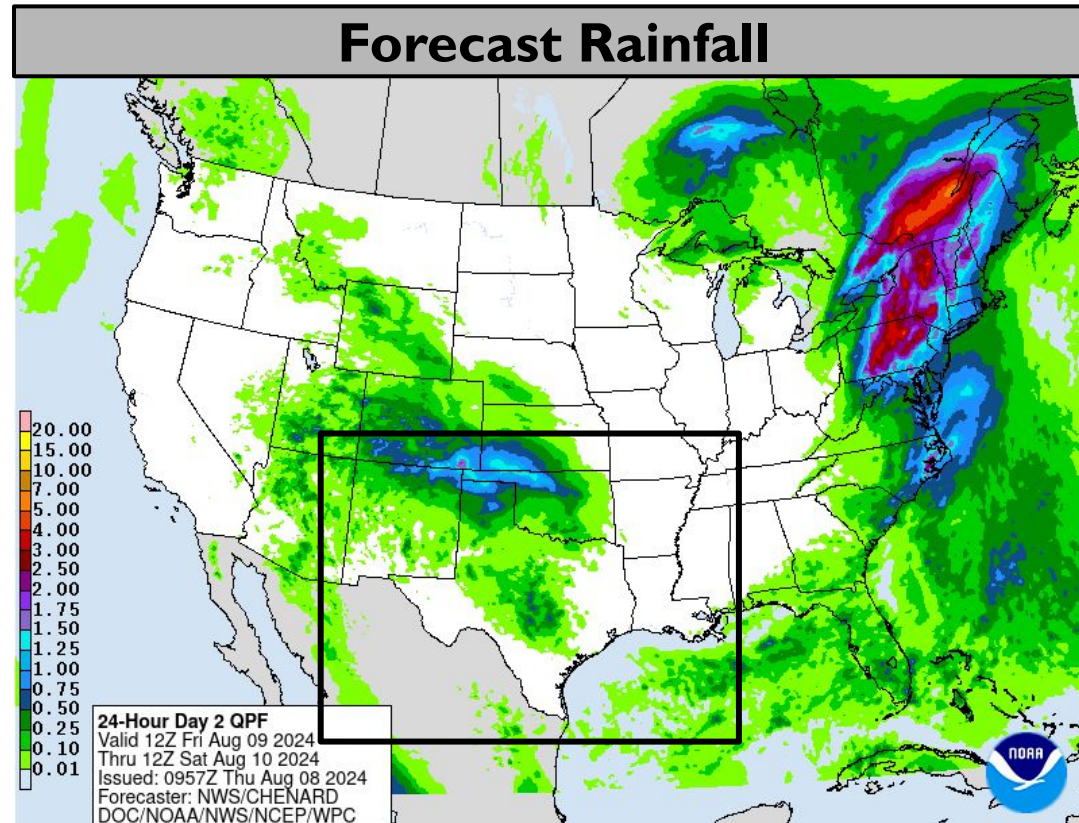 Forecast Rainfall
20.00
15.00
10.00
7.00
5.00
4.00
3.00
2.50
2.00
1.75
1.50
1.25
1.00
0.75
0.50
0.25
0.10
0.01
24-Hour Day 2 QPF
Valid 12Z Fri Aug 09 2024
Thru 12Z Sat Aug 10 2024
Issued: 0957Z Thu Aug 08 2024
Forecaster: NWS/CHENARD
DOC/NOAA/NWS/NCEP/WPC
NOAA